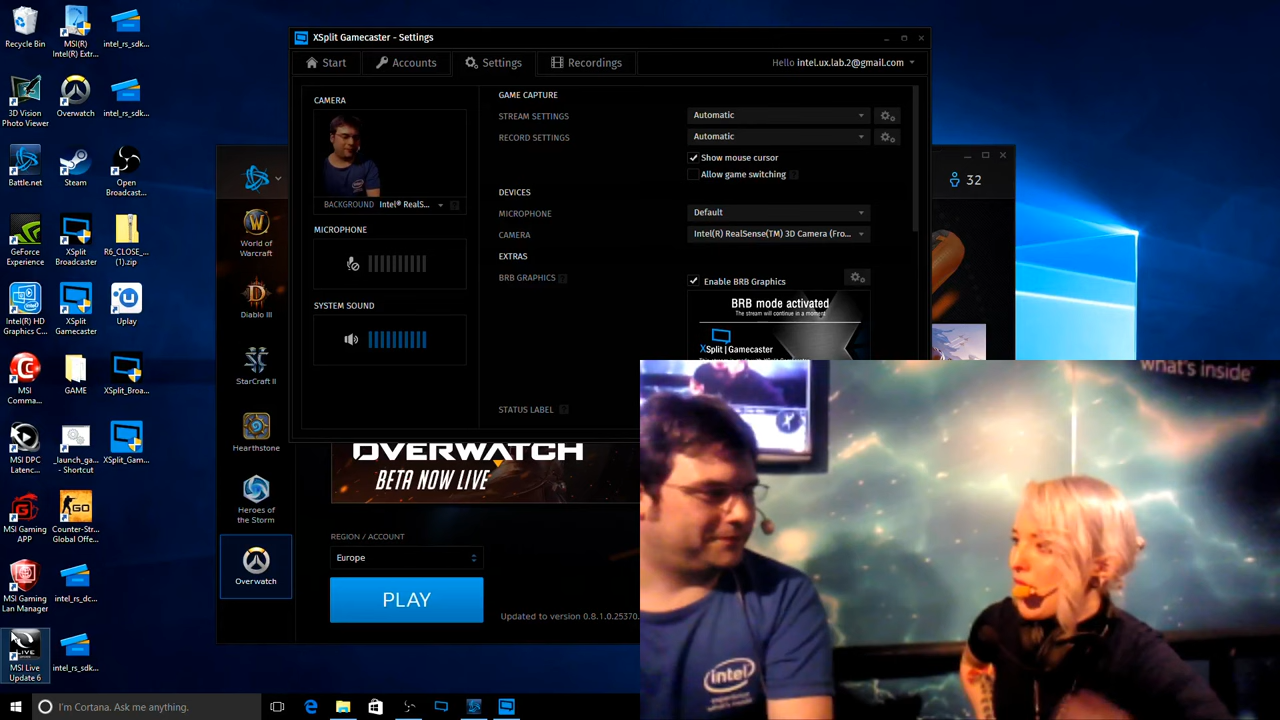 Recycle Bin
MSI(R) Intel(R) Extr...
intel_rs_sdk...
3D Vision Photo Viewer
Overwatch
intel_rs_sdk...
Battle.net
Steam
Open Broadcast...
GeForce Experience
XSplit Broadcaster
R6_CLOSE_... (1).zip
Intel(R) HD Graphics C...
XSplit Gamecaster
Uplay
MSI Comma...
GAME
XSplit_Broa...
MSI DPC Latenc...
_launch_ga... - Shortcut
XSplit_Gam...
MSI Gaming APP
Counter-Str... Global Offe...
MSI Gaming Lan Manager
intel_rs_dc...
LIVE
MSI Live Update 6
intel_rs_sdk...
XSplit Gamecaster - Settings
Start
Accounts
Settings
Recordings
Hello intel.ux.lab.2@gmail.com
CAMERA
BACKGROUND Intel® RealS...
MICROPHONE
SYSTEM SOUND
GAME CAPTURE
STREAM SETTINGS
Automatic
RECORD SETTINGS
Automatic
Show mouse cursor
Allow game switching
DEVICES
MICROPHONE
Default
CAMERA
Intel(R) RealSense(TM) 3D Camera (Fro...
EXTRAS
BRB GRAPHICS
Enable BRB Graphics
BRB mode activated
The stream will continue in a moment
XSplit | Gamecaster
STATUS LABEL
32
World of Warcraft
Diablo III
StarCraft II
Hearthstone
Heroes of the Storm
Overwatch
OVERWATCH
BETA NOW LIVE
REGION / ACCOUNT
Europe
PLAY
Updated to version 0.8.1.0.25370.
what's inside
intel
I'm Cortana. Ask me anything.